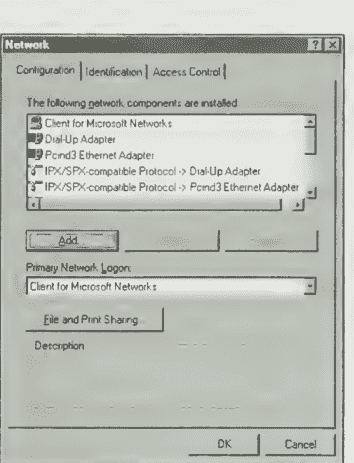 Network
Configuration Identification Access Control
The following network components are installed
Client for Microsoft Networks
Dial-Up Adapter
Pcind3 Ethernet Adapter
IPX/SPX-compatible Protocol -> Dial-Up Adapter
IPX/SPX-compatible Protocol -> Pcind3 Ethernet Adapter
Add...
Primary Network Logon:
Client for Microsoft Networks
File and Print Sharing...
Description
OK Cancel